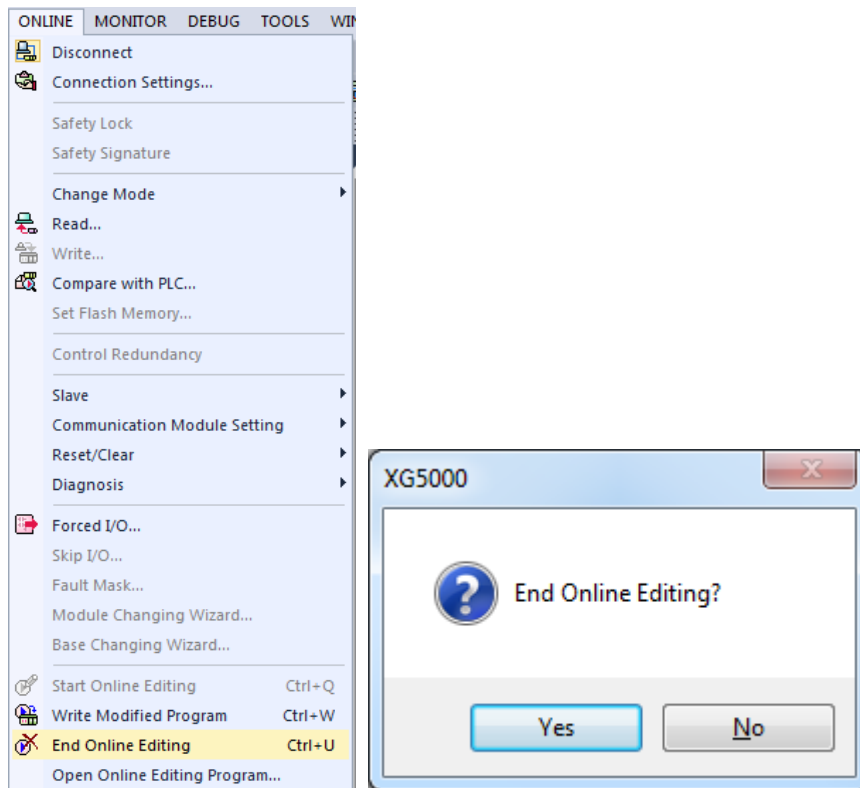 ONLINE MONITOR DEBUG TOOLS
Disconnect
Connection Settings...
Safety Lock
Safety Signature
Change Mode
Read...
Write...
Compare with PLC...
Set Flash Memory...
Control Redundancy
Slave
Communication Module Setting
Reset/Clear
Diagnosis
Forced I/O...
Skip I/O...
Fault Mask...
Module Changing Wizard...
Base Changing Wizard...
Start Online Editing Ctrl+Q
Write Modified Program Ctrl+W
End Online Editing Ctrl+U
Open Online Editing Program...
XG5000
End Online Editing?
Yes No